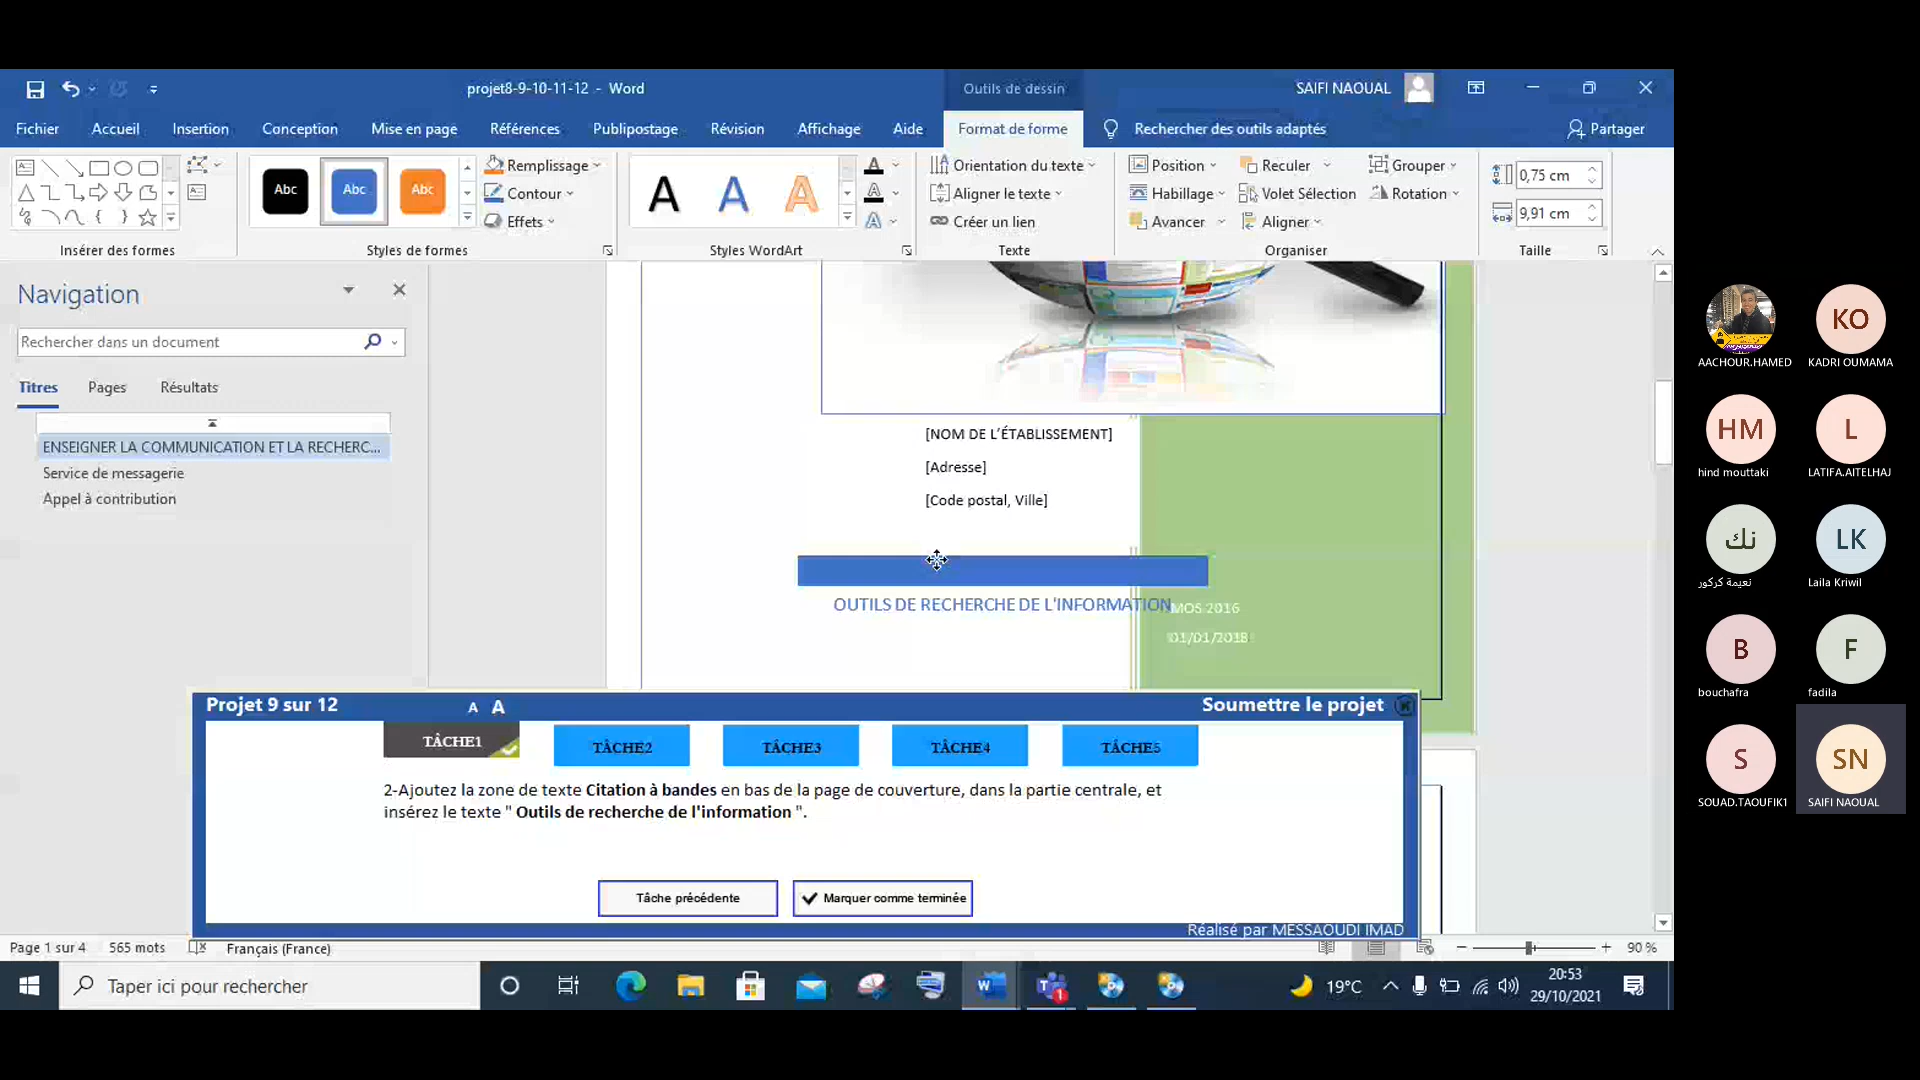 projet8-9-10-11-12 - Word
Outils de dessin
SAIFI NAOUAL
Fichier
Accueil
Insertion
Conception
Mise en page
Références
Publipostage
Révision
Affichage
Aide
Format de forme
Rechercher des outils adaptés
Partager
Abc
Abc
Abc
Remplissage
Contour
Effets
A
A
A
Orientation du texte
Aligner le texte
Créer un lien
Position
Habillage
Avancer
Reculer
Volet Sélection
Aligner
Grouper
Rotation
0,75 cm
9,91 cm
Insérer des formes
Styles de formes
Styles WordArt
Texte
Organiser
Taille
Navigation
Rechercher dans un document
Titres
Pages
Résultats
ENSEIGNER LA COMMUNICATION ET LA RECHERC...
Service de messagerie
Appel à contribution
[NOM DE L'ÉTABLISSEMENT]
[Adresse]
[Code postal, Ville]
OUTILS DE RECHERCHE DE L'INFORMATION
MOS 2016
01/01/2018
Projet 9 sur 12
A A
Soumettre le projet
TÂCHE1
TÂCHE2
TÂCHE3
TÂCHE4
TÂCHE5
2-Ajoutez la zone de texte Citation à bandes en bas de la page de couverture, dans la partie centrale, et
insérez le texte " Outils de recherche de l'information ".
Tâche précédente
Marquer comme terminée
Réalisé par MESSAOUDI IMAD
Page 1 sur 4
565 mots
Français (France)
90 %
Taper ici pour rechercher
19°C
20:53
29/10/2021
AACHOUR.HAMED
KO
KADRI OUMAMA
HM
hind mouttaki
L
LATIFA.AITELHAJ
نك
نعيمة كركور
LK
Laila Kriwil
B
bouchafra
F
fadila
S
SOUAD.TAOUFIK1
SN
SAIFI NAOUAL